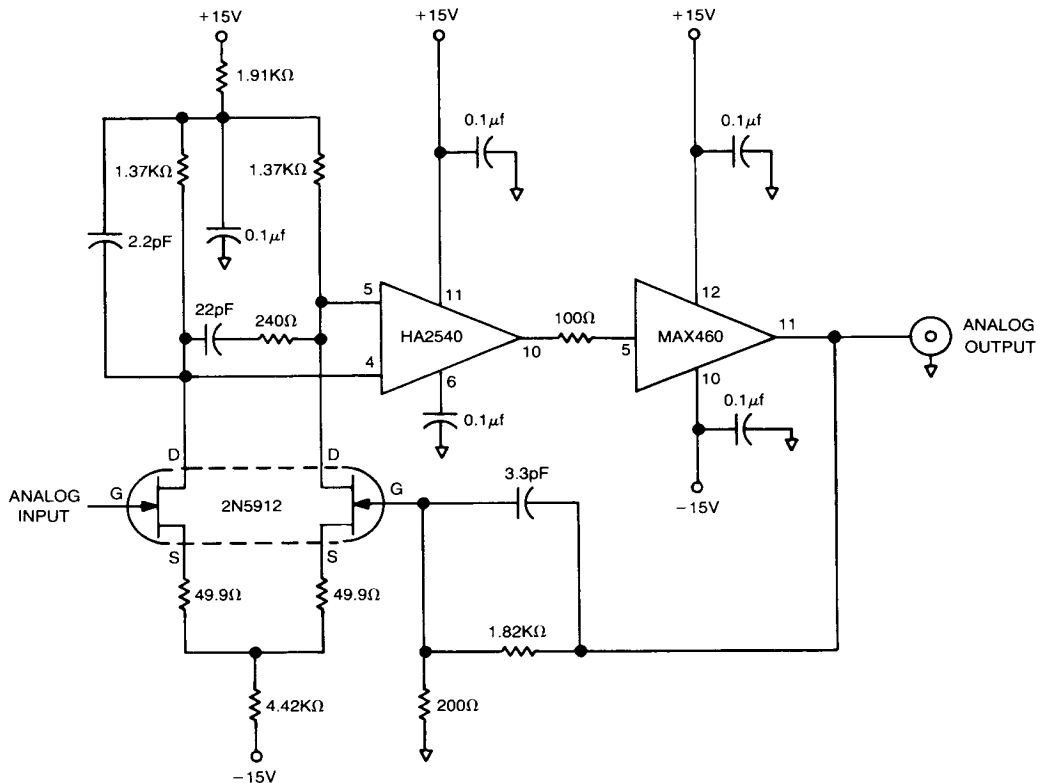 +15V
+15V
+15V
1.91KΩ
0.1μf
0.1μf
1.37KΩ
1.37KΩ
2.2pF
0.1μf
5
11
12
22pF
240Ω
HA2540
100Ω
MAX460
11
ANALOG
OUTPUT
4
10
5
6
10
0.1μf
0.1μf
D
D
3.3pF
−15V
ANALOG
INPUT
G
2N5912
G
S
S
49.9Ω
49.9Ω
1.82KΩ
4.42KΩ
200Ω
−15V